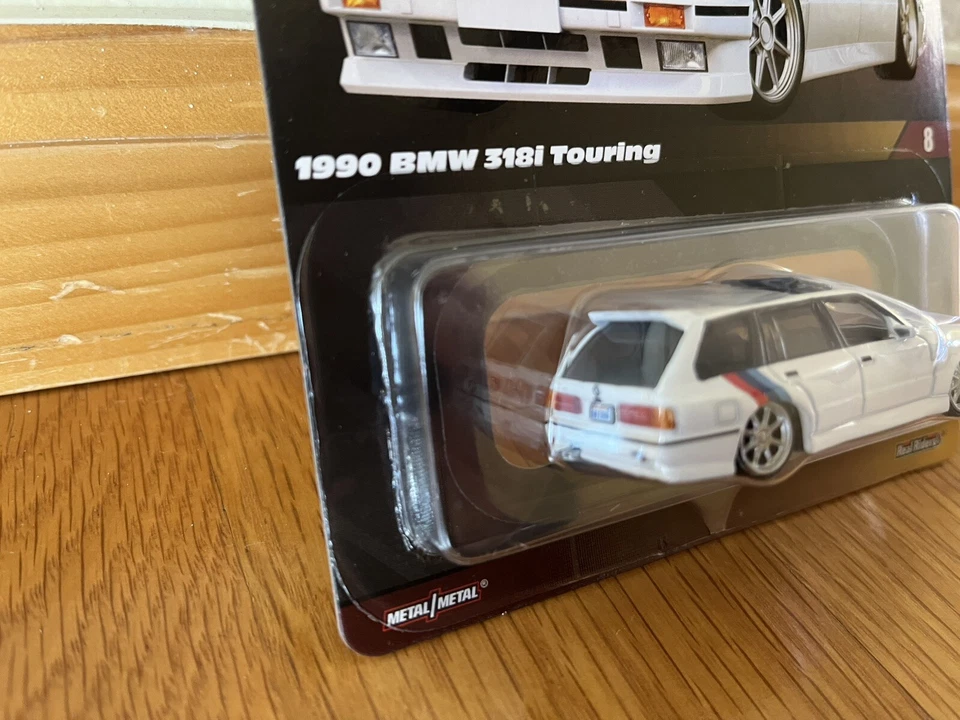 8
1990 BMW 318i Touring
Real Riders®
METAL/METAL®